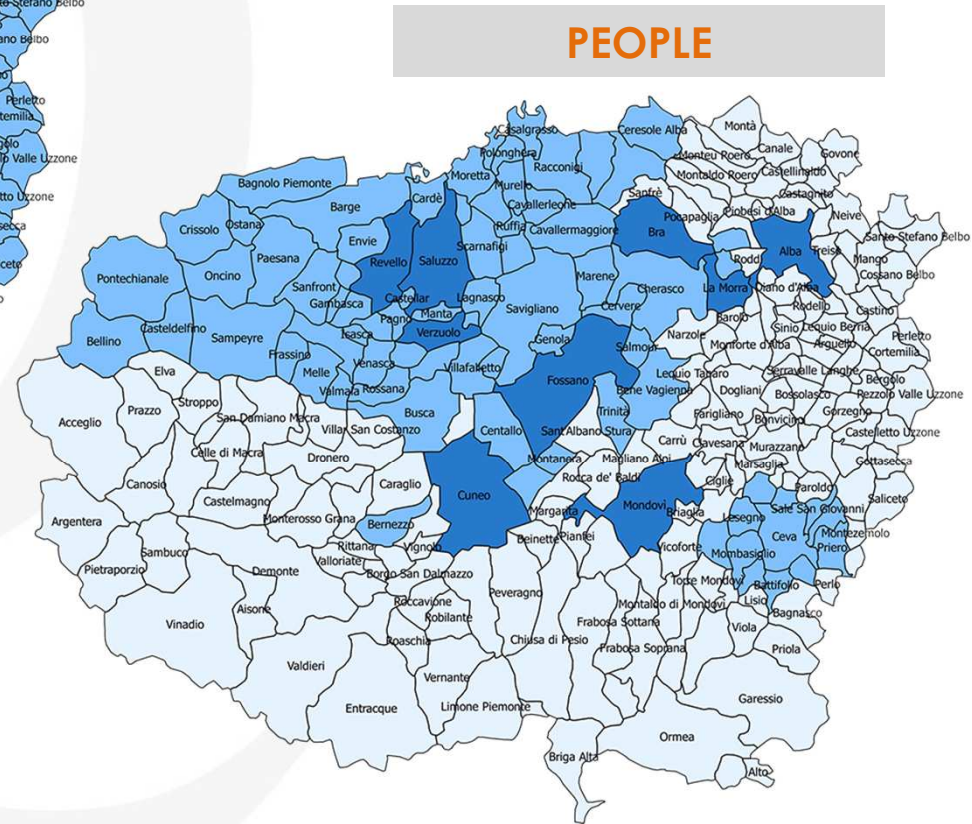 Stefano Belbo
ano Belbo
Perletto
temilia
golo
o Valle Uzzone
tto Uzzone
secca
ceto
PEOPLE
Casalgrasso
Ceresole Alba
Montà
Polonghera
Canale
Monteu Roero
Govone
Racconigi
Moretta
Montaldo Roero
Castellinaldo
Bagnolo Piemonte
Murello
Sanfrè
Castagnito
Cardè
Barge
Cavallerleone
Pocapaglia
Piobesi d'Alba
Neive
Crissolo
Ostana
Ruffia
Cavallermaggiore
Bra
Envie
Scarnafigi
Alba
Treiso
Santo Stefano Belbo
Paesana
Revello
Saluzzo
Roddi
Mango
Pontechianale
Oncino
Marene
Cossano Belbo
Sanfront
Cherasco
La Morra
Diano d'Alba
Gambasca
Castellar
Lagnasco
Cervere
Rodello
Castino
Pagno
Manta
Savigliano
Barolo
Casteldelfino
Isasca
Verzuolo
Genola
Salmour
Narzole
Sinio
Lequio Berria
Perletto
Bellino
Sampeyre
Monforte d'Alba
Arguello
Cortemilia
Frassino
Venasca
Villafalletto
Elva
Melle
Fossano
Lequio Tanaro
Serravalle Langhe
Bergolo
Valmala
Rossana
Bene Vagienna
Dogliani
Bossolasco
Pezzolo Valle Uzzone
Prazzo
Stroppo
Busca
Trinità
Farigliano
Gorzegno
Acceglio
San Damiano Macra
Bonvicino
Villar San Costanzo
Centallo
Sant'Albano Stura
Castelletto Uzzone
Celle di Macra
Carrù
Clavesana
Murazzano
Dronero
Montanera
Magliano Alpi
Marsaglia
Gottasecca
Canosio
Caraglio
Rocca de' Baldi
Ciglie
Paroldo
Castelmagno
Cuneo
Saliceto
Monterosso Grana
Margarita
Mondovì
Briaglia
Lesegno
Sale San Giovanni
Argentera
Bernezzo
Ceva
Montezemolo
Beinette
Pianfei
Rittana
Vignolo
Vicoforte
Mombasiglio
Priero
Sambuco
Valloriate
Pietraporzio
Demonte
Borgo San Dalmazzo
Torre Mondovì
Battifollo
Perlo
Peveragno
Aisone
Roccavione
Montaldo di Mondovì
Lisio
Bagnasco
Vinadio
Robilante
Frabosa Sottana
Viola
Roaschia
Chiusa di Pesio
Frabosa Soprana
Priola
Valdieri
Vernante
Entracque
Limone Piemonte
Garessio
Ormea
Briga Alta
Alto